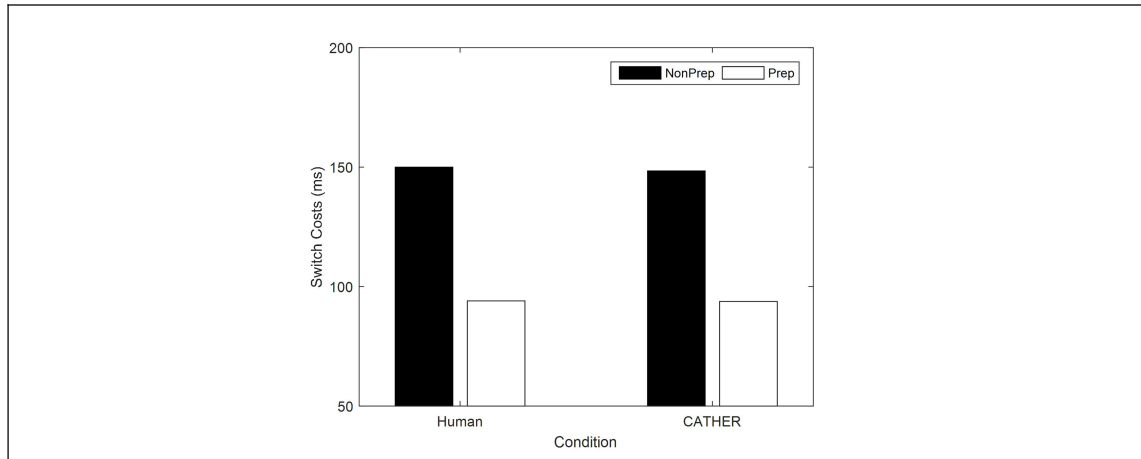 200
NonPrep Prep
150
Switch Costs (ms)
100
50
Human CATHER
Condition